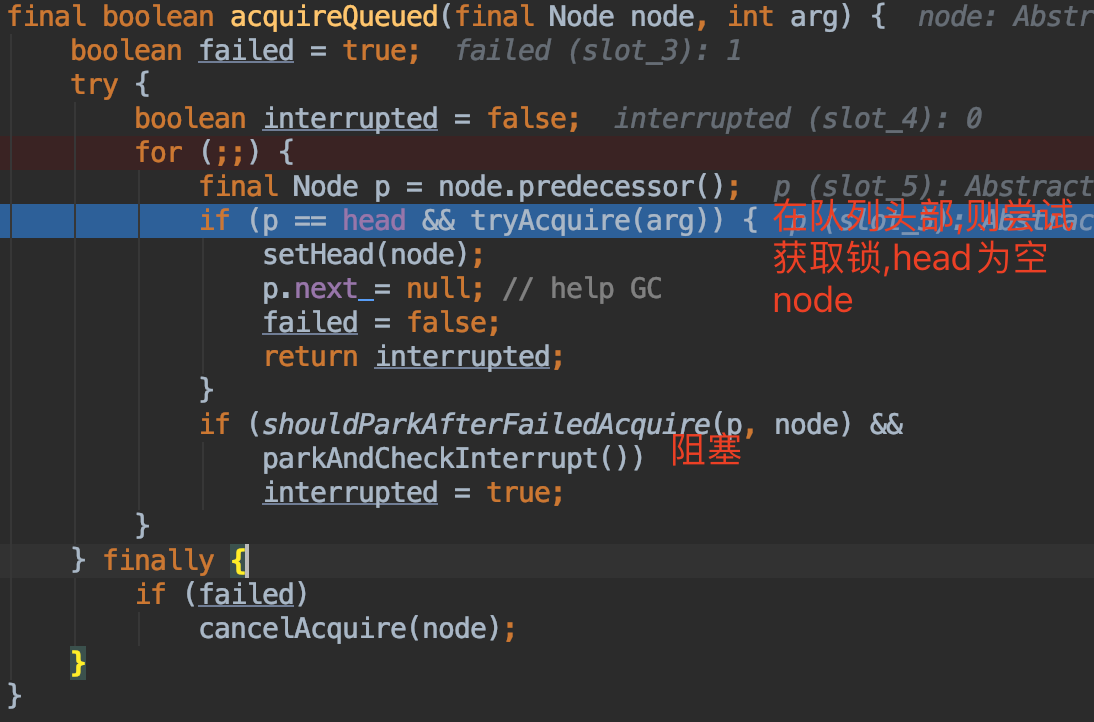 final boolean acquireQueued(final Node node, int arg) { node: Abstr
boolean failed = true; failed (slot_3): 1
try {
boolean interrupted = false; interrupted (slot_4): 0
for (;;) {
final Node p = node.predecessor(); p (slot_5): Abstract
if (p == head && tryAcquire(arg)) { p (slot_5): Abstrac
在队列头部,则尝试
获取锁,head为空
node
setHead(node);
p.next = null; // help GC
failed = false;
return interrupted;
}
if (shouldParkAfterFailedAcquire(p, node) &&
parkAndCheckInterrupt())
阻塞
interrupted = true;
}
} finally {
if (failed)
cancelAcquire(node);
}
}